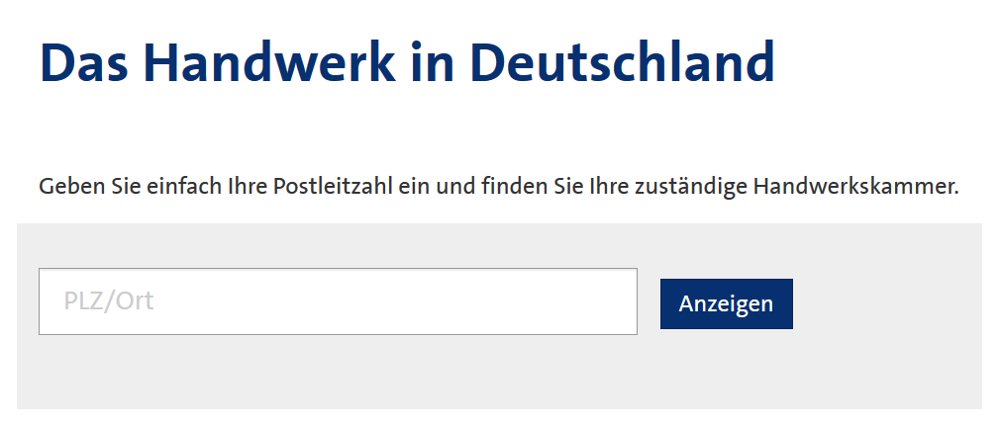 Das Handwerk in Deutschland
Geben Sie einfach Ihre Postleitzahl ein und finden Sie Ihre zuständige Handwerkskammer.
PLZ/Ort
Anzeigen